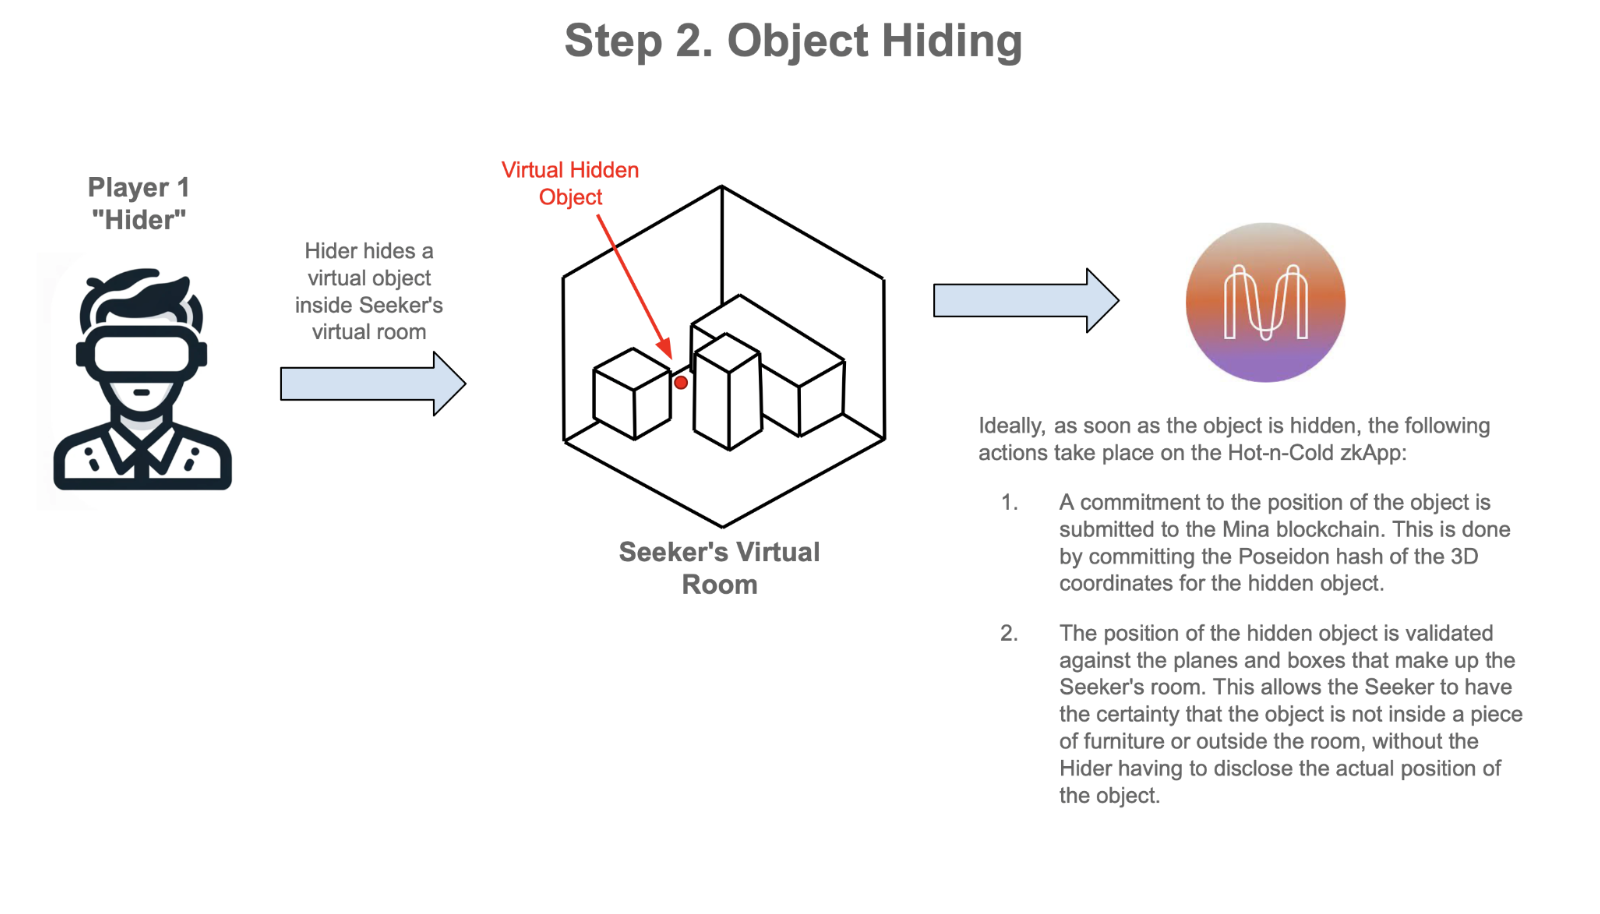 Step 2. Object Hiding
Player 1
"Hider"
Hider hides a
virtual object
inside Seeker's
virtual room
Virtual Hidden
Object
Seeker's Virtual
Room
Ideally, as soon as the object is hidden, the following
actions take place on the Hot-n-Cold zkApp:
1. A commitment to the position of the object is
submitted to the Mina blockchain. This is done
by committing the Poseidon hash of the 3D
coordinates for the hidden object.
2. The position of the hidden object is validated
against the planes and boxes that make up the
Seeker's room. This allows the Seeker to have
the certainty that the object is not inside a piece
of furniture or outside the room, without the
Hider having to disclose the actual position of
the object.